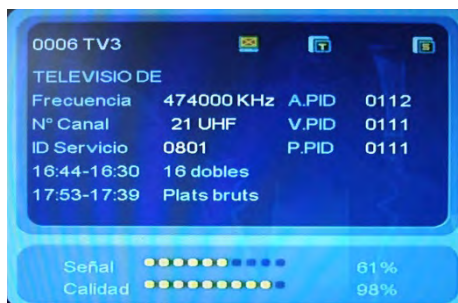 0006 TV3 T S
TELEVISIO DE
Frecuencia 474000 KHz A.PID 0112
Nº Canal 21 UHF V.PID 0111
ID Servicio 0801 P.PID 0111
16:44-16:30 16 dobles
17:53-17:39 Plats bruts
Señal 61%
Calidad 98%